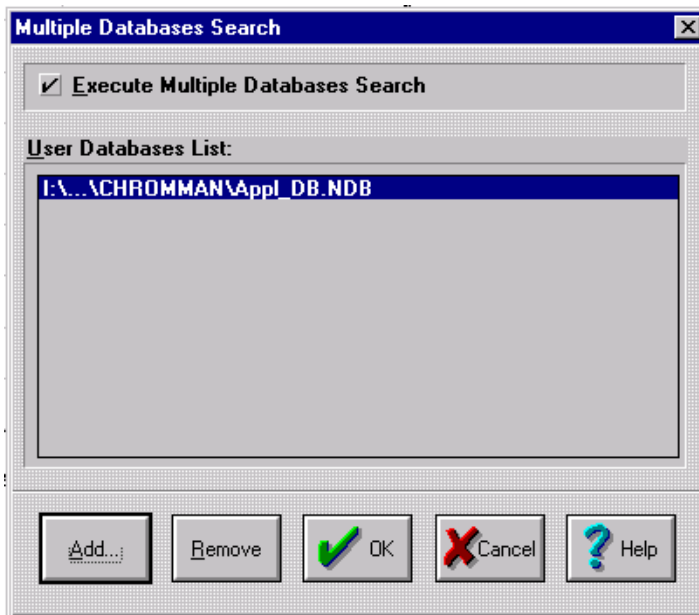 Multiple Databases Search
Execute Multiple Databases Search
User Databases List:
I:\...\CHROMMAN\Appl_DB.NDB
Add...
Remove
OK
Cancel
Help